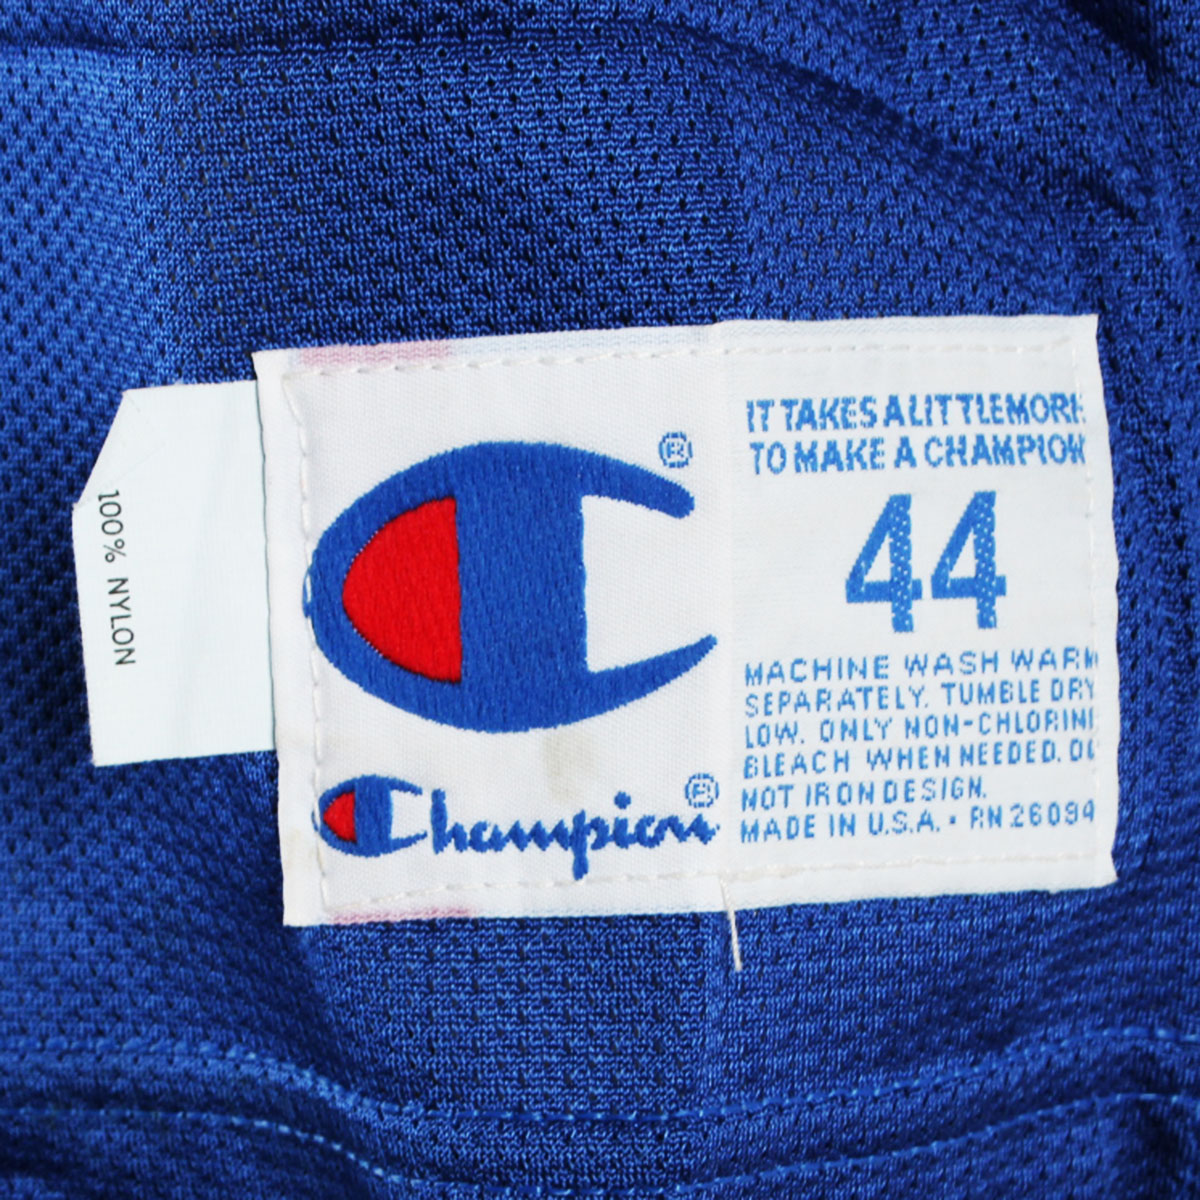 100% NYLON
®
Champion®
IT TAKES A LITTLE MORE
TO MAKE A CHAMPION
44
MACHINE WASH WARM
SEPARATELY. TUMBLE DRY
LOW. ONLY NON-CHLORINE
BLEACH WHEN NEEDED. DO
NOT IRON DESIGN.
MADE IN U.S.A. • RN 26094